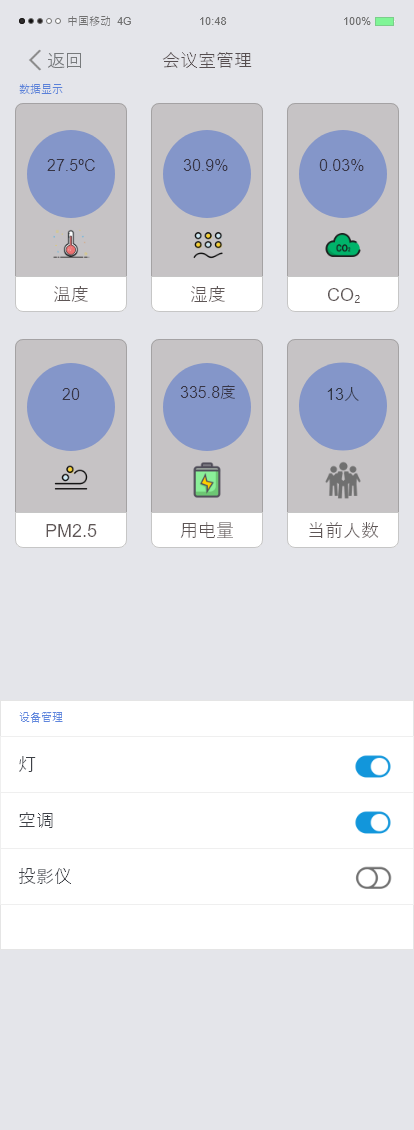 中国移动 4G 10:48 100%
返回 会议室管理
数据显示
27.5ºC 30.9% 0.03%
CO₂
温度 湿度 CO₂
20 335.8度 13人
PM2.5 用电量 当前人数
设备管理
灯
空调
投影仪